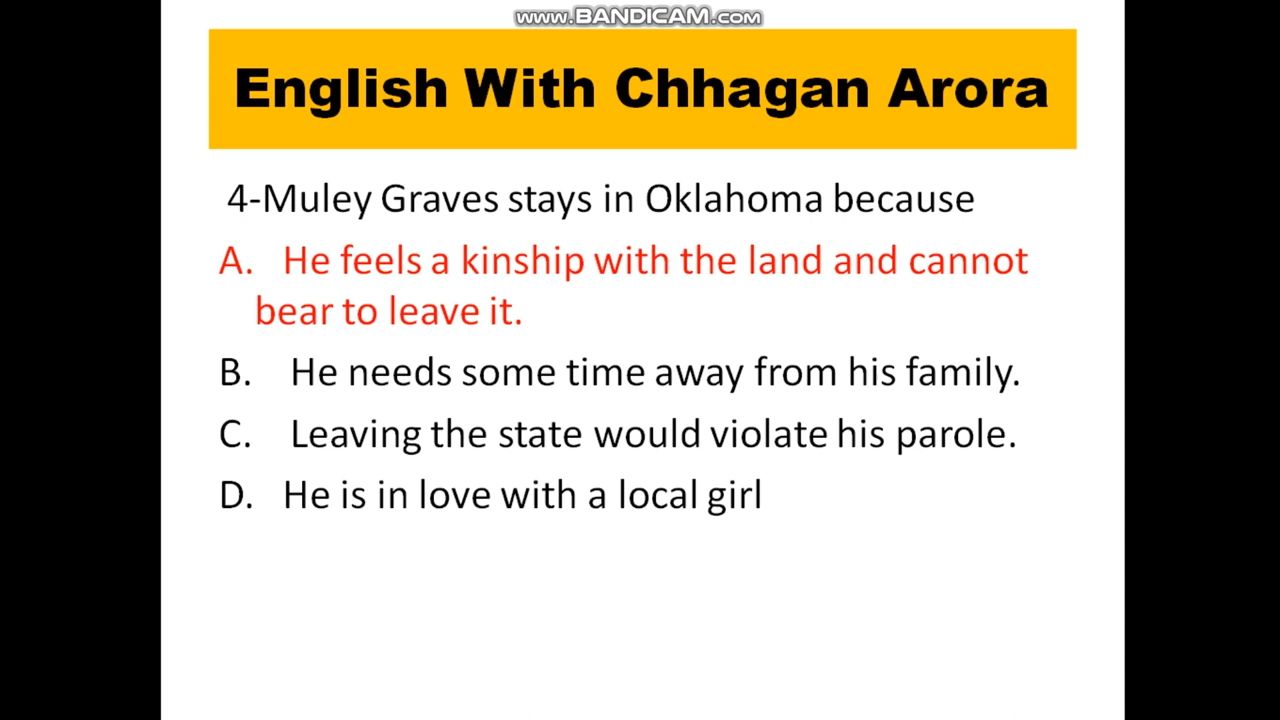 www.BANDICAM.com
English With Chhagan Arora
4-Muley Graves stays in Oklahoma because
A. He feels a kinship with the land and cannot
bear to leave it.
B. He needs some time away from his family.
C. Leaving the state would violate his parole.
D. He is in love with a local girl